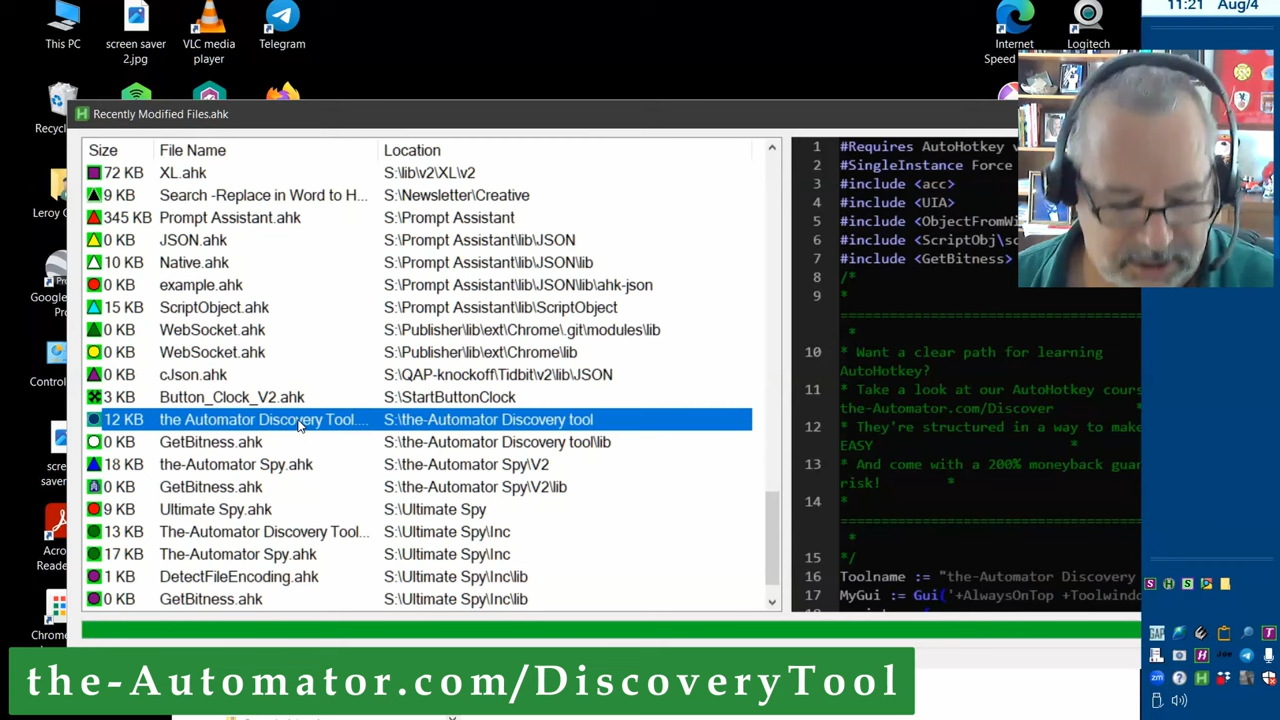 11:21 Aug/4
This PC
screen saver
2.jpg
VLC media
player
Telegram
Internet
Speed
Logitech
Recently Modified Files.ahk
Recyc
Leroy G
Goog
Control
scre
save
Acro
Reade
Chrome
Size File Name Location
72 KB XL.ahk S:\lib\v2\XL\v2
9 KB Search -Replace in Word to H... S:\Newsletter\Creative
345 KB Prompt Assistant.ahk S:\Prompt Assistant
0 KB JSON.ahk S:\Prompt Assistant\lib\JSON
10 KB Native.ahk S:\Prompt Assistant\lib\JSON\lib
0 KB example.ahk S:\Prompt Assistant\lib\JSON\lib\ahk-json
15 KB ScriptObject.ahk S:\Prompt Assistant\lib\ScriptObject
0 KB WebSocket.ahk S:\Publisher\lib\ext\Chrome\.git\modules\lib
0 KB WebSocket.ahk S:\Publisher\lib\ext\Chrome\lib
0 KB cJson.ahk S:\QAP-knockoff\Tidbit\v2\lib\JSON
3 KB Button_Clock_V2.ahk S:\StartButtonClock
12 KB the Automator Discovery Tool.... S:\the-Automator Discovery tool
0 KB GetBitness.ahk S:\the-Automator Discovery tool\lib
18 KB the-Automator Spy.ahk S:\the-Automator Spy\V2
0 KB GetBitness.ahk S:\the-Automator Spy\V2\lib
9 KB Ultimate Spy.ahk S:\Ultimate Spy
13 KB The-Automator Discovery Tool... S:\Ultimate Spy\Inc
17 KB The-Automator Spy.ahk S:\Ultimate Spy\Inc
1 KB DetectFileEncoding.ahk S:\Ultimate Spy\Inc\lib
0 KB GetBitness.ahk S:\Ultimate Spy\Inc\lib
1 #Requires AutoHotkey v
2 #SingleInstance Force
3 #include <acc>
4 #include <UIA>
5 #include <ObjectFromWi
6 #include <ScriptObj\sc
7 #include <GetBitness>
8 /*
9 *
=====================================
*
10 * Want a clear path for learning
AutoHotkey?
11 * Take a look at our AutoHotkey cours
the-Automator.com/Discover
12 * They're structured in a way to make
EASY *
13 * And come with a 200% moneyback guar
risk! *
14 *
=====================================
*
15 */
16 Toolname := "the-Automator Discovery
17 MyGui := Gui('+AlwaysOnTop +Toolwindo
the-Automator.com/DiscoveryTool